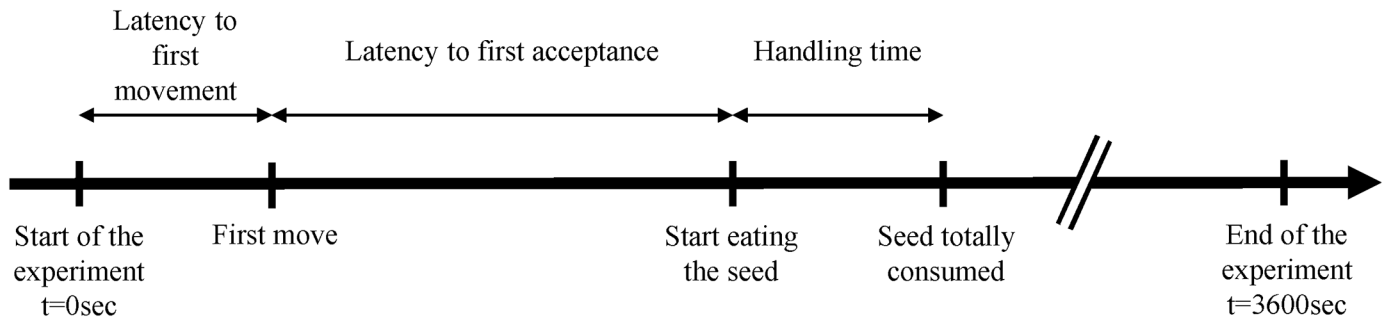 Latency to
first
movement
Latency to first acceptance
Handling time
Start of the
experiment
t=0sec
First move
Start eating
the seed
Seed totally
consumed
End of the
experiment
t=3600sec